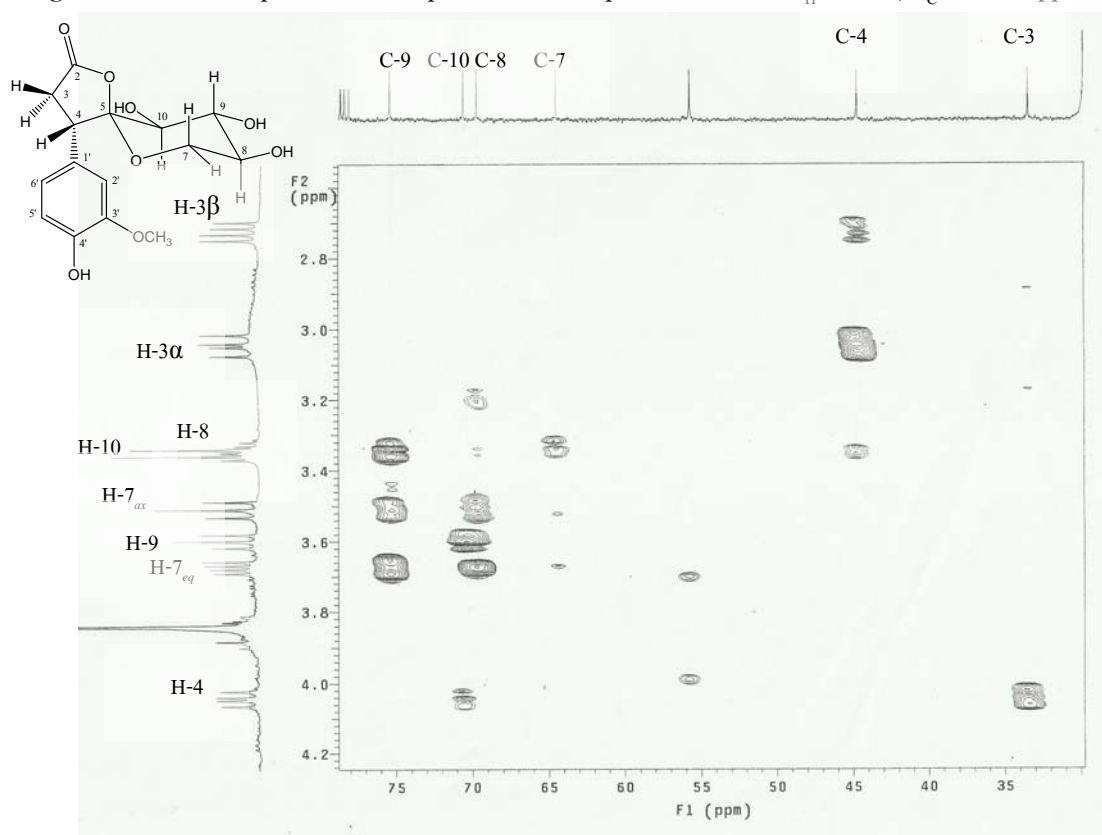 C-9 C-10 C-8 C-7 C-4 C-3
O
2
O
H
H
3
H
4
H
5
HO
10
H
H
9
OH
O
7
H
H
8
OH
H
1'
6'
2'
5'
3'
4'
OCH3
OH
H-3β
H-3α
H-8
H-10
H-7ax
H-9
H-7eq
H-4
F2
(ppm)
2.8
3.0
3.2
3.4
3.6
3.8
4.0
4.2
75 70 65 60 55 50 45 40 35
F1 (ppm)